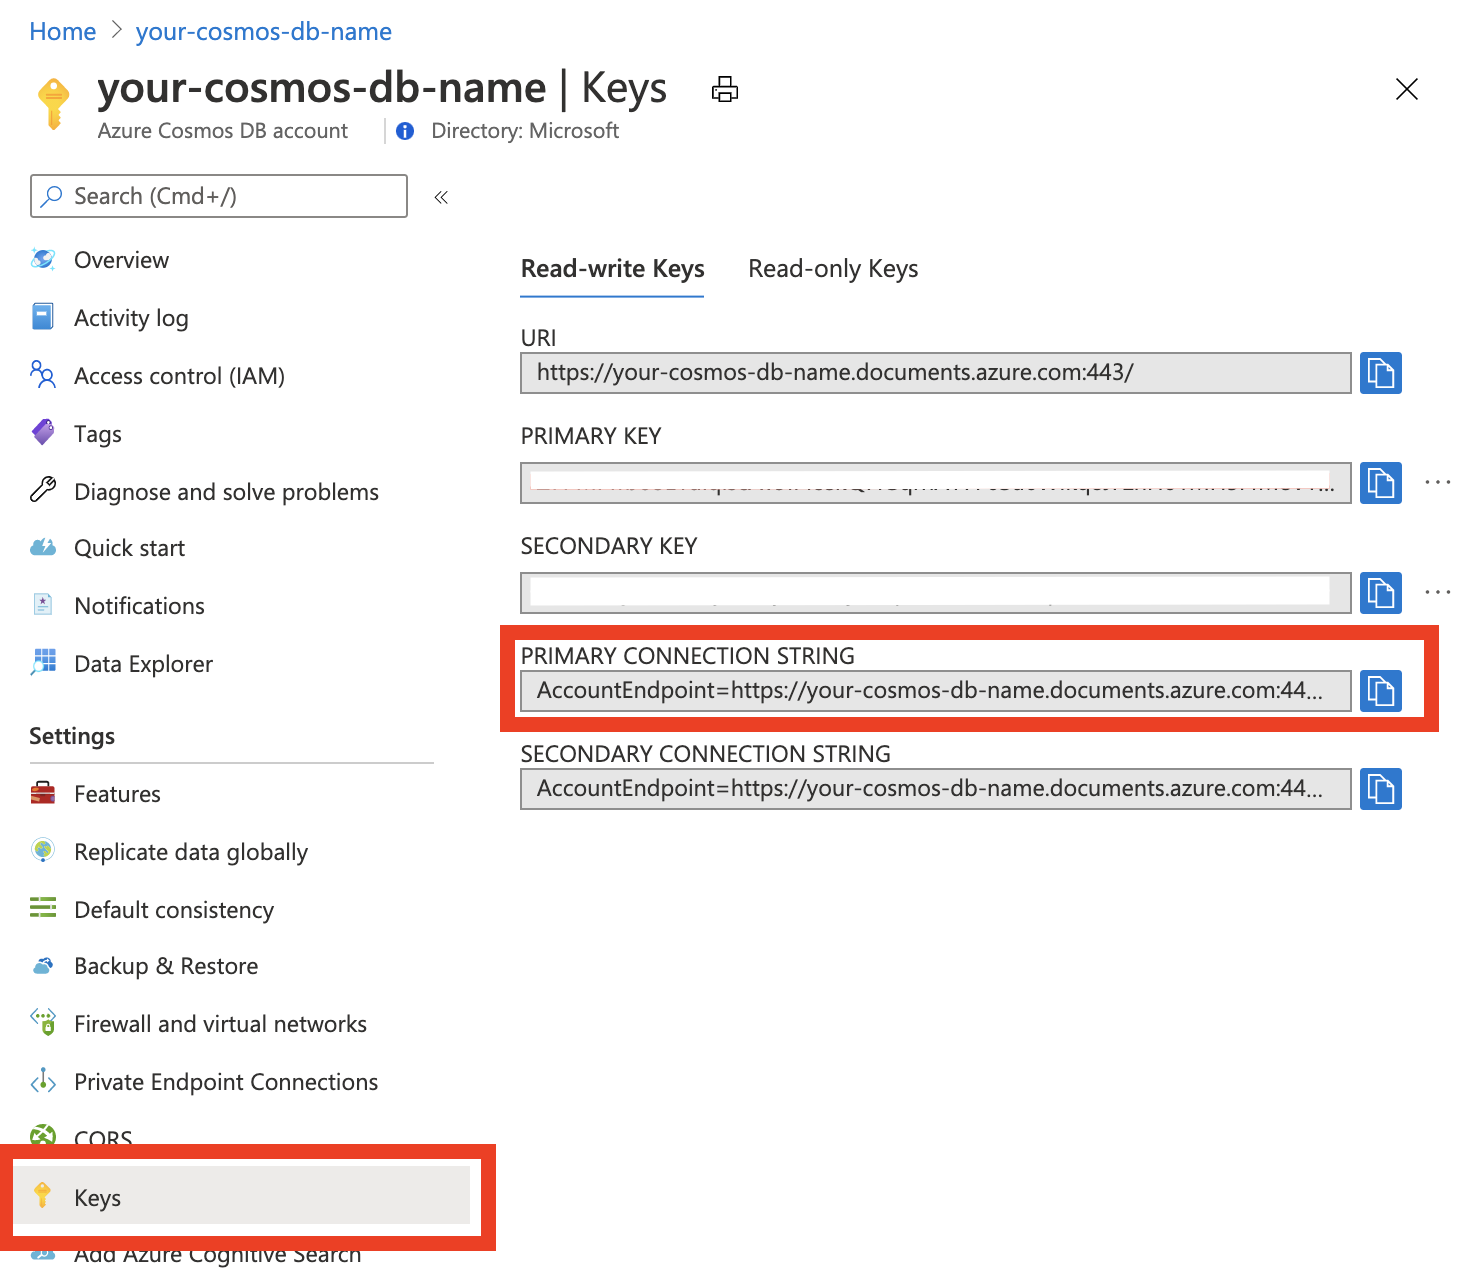 Home > your-cosmos-db-name
your-cosmos-db-name | Keys
Azure Cosmos DB account
Directory: Microsoft
Search (Cmd+/)
«
Overview
Activity log
Access control (IAM)
Tags
Diagnose and solve problems
Quick start
Notifications
Data Explorer
Settings
Features
Replicate data globally
Default consistency
Backup & Restore
Firewall and virtual networks
Private Endpoint Connections
CORS
Keys
Add Azure Cognitive Search
Read-write Keys
Read-only Keys
URI
https://your-cosmos-db-name.documents.azure.com:443/
PRIMARY KEY
...
SECONDARY KEY
...
PRIMARY CONNECTION STRING
AccountEndpoint=https://your-cosmos-db-name.documents.azure.com:44...
SECONDARY CONNECTION STRING
AccountEndpoint=https://your-cosmos-db-name.documents.azure.com:44...